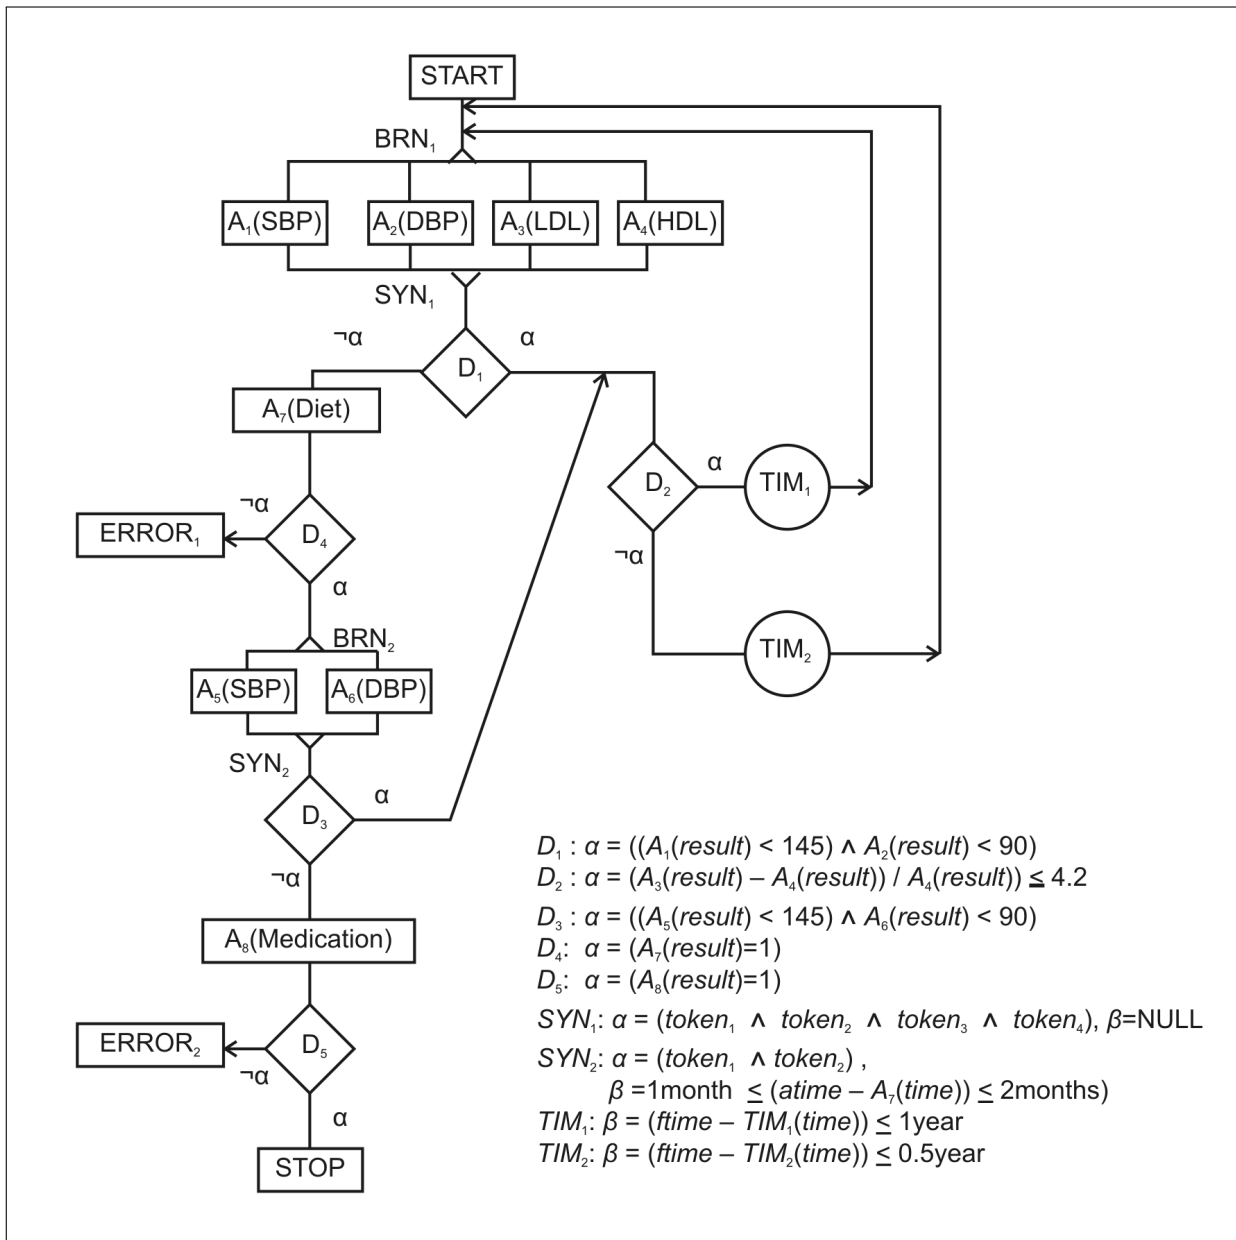 START
BRN₁
A₁(SBP) A₂(DBP) A₃(LDL) A₄(HDL)
SYN₁
¬α α
D₁
A₇(Diet)
D₂ α TIM₁
¬α
ERROR₁ D₄
¬α
α
BRN₂
TIM₂
A₅(SBP) A₆(DBP)
SYN₂
α
D₃
¬α
A₈(Medication)
ERROR₂ D₅
¬α
α
STOP
D₁ : α = ((A₁(result) < 145) ∧ A₂(result) < 90)
D₂ : α = (A₃(result) – A₄(result)) / A₄(result)) ≤ 4.2
D₃ : α = ((A₅(result) < 145) ∧ A₆(result) < 90)
D₄: α = (A₇(result)=1)
D₅: α = (A₈(result)=1)
SYN₁: α = (token₁ ∧ token₂ ∧ token₃ ∧ token₄), β=NULL
SYN₂: α = (token₁ ∧ token₂) ,
β =1month ≤ (atime – A₇(time)) ≤ 2months)
TIM₁: β = (ftime – TIM₁(time)) ≤ 1year
TIM₂: β = (ftime – TIM₂(time)) ≤ 0.5year